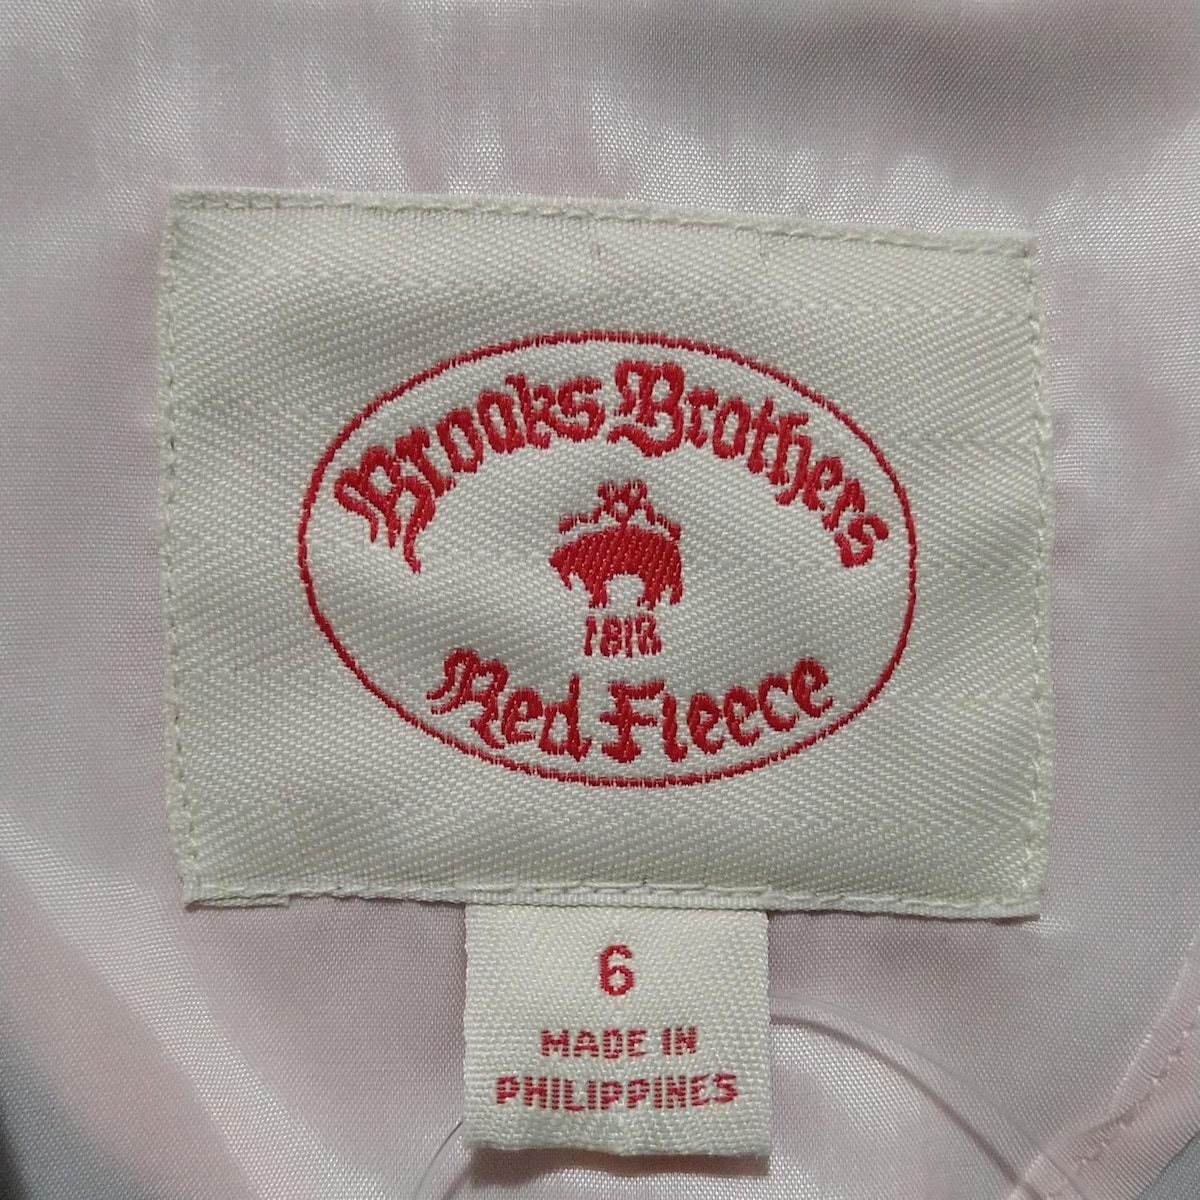 Brooks Brothers
1818
Red Fleece
6
MADE IN
PHILIPPINES